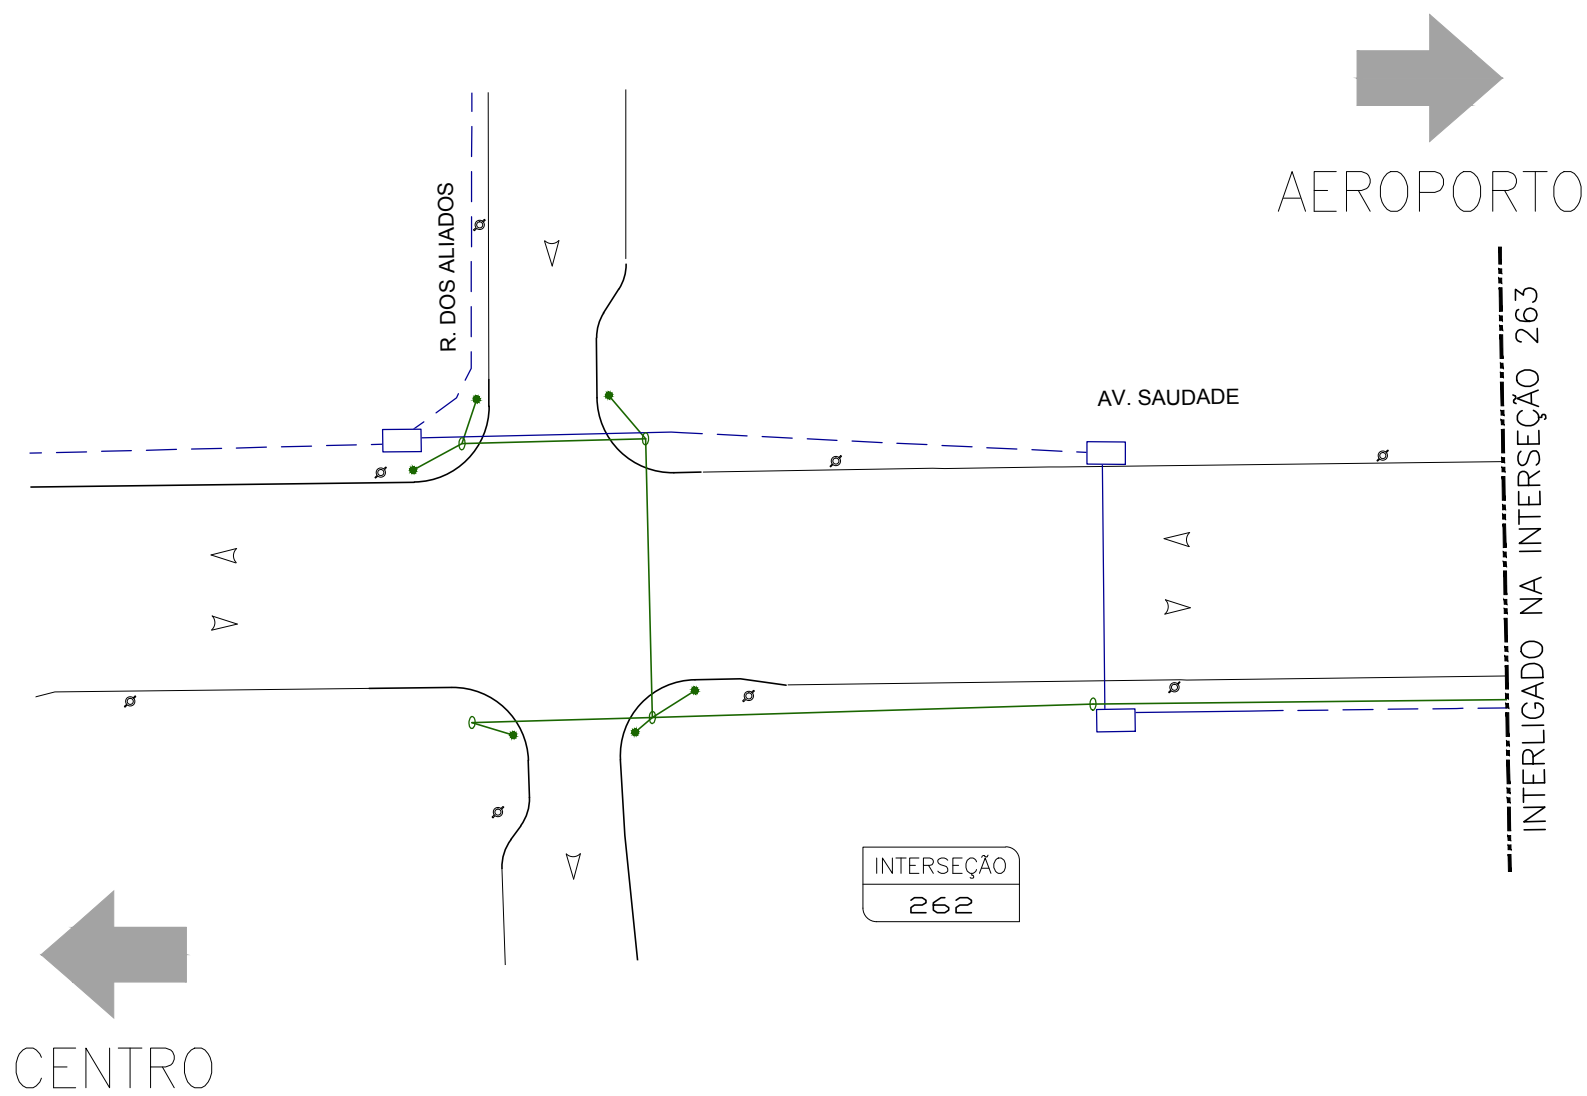 AEROPORTO
R. DOS ALIADOS
AV. SAUDADE
INTERLIGADO NA INTERSEÇÃO 263
INTERSEÇÃO
262
CENTRO